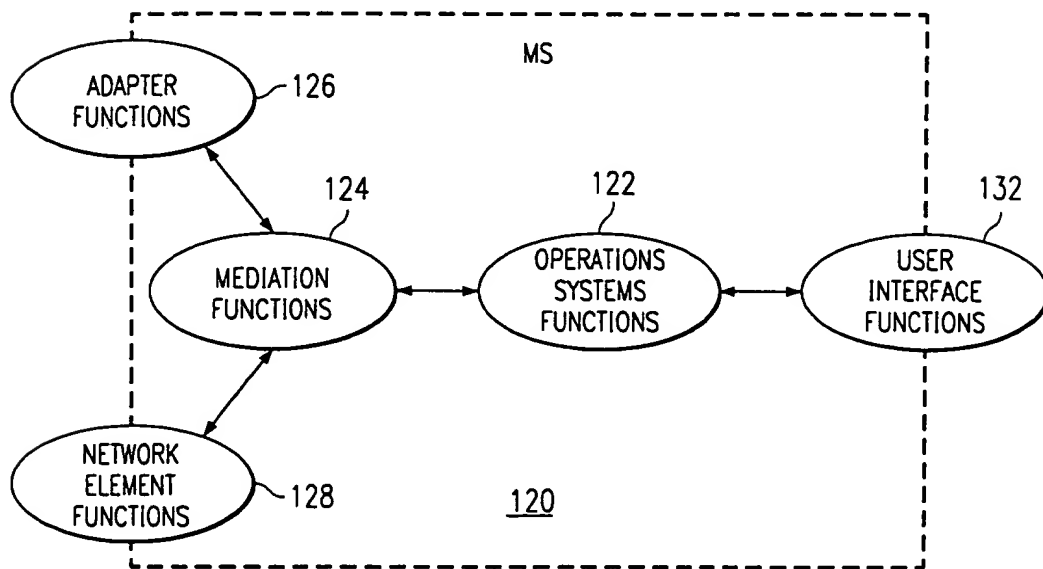 MS
ADAPTER
FUNCTIONS
126
124
122
132
MEDIATION
FUNCTIONS
OPERATIONS
SYSTEMS
FUNCTIONS
USER
INTERFACE
FUNCTIONS
NETWORK
ELEMENT
FUNCTIONS
128
120